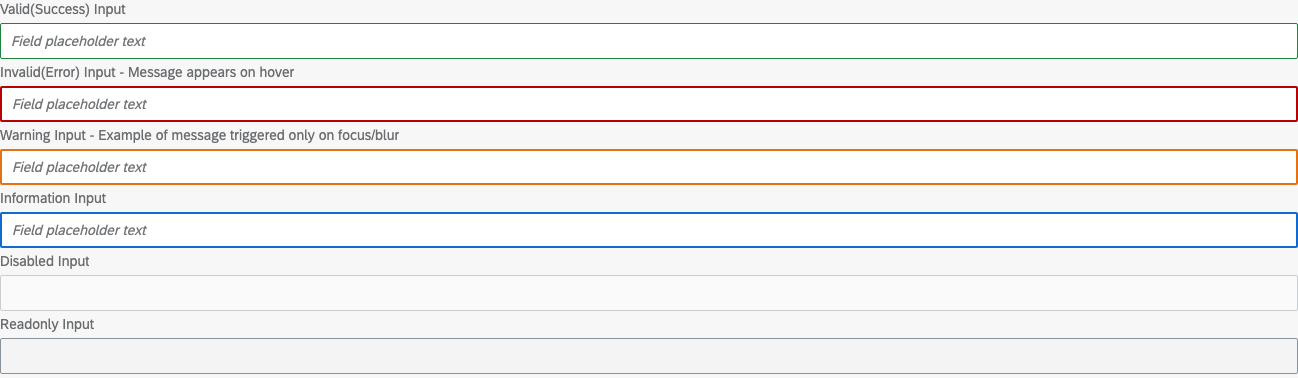 Valid(Success) Input
Field placeholder text
Invalid(Error) Input - Message appears on hover
Field placeholder text
Warning Input - Example of message triggered only on focus/blur
Field placeholder text
Information Input
Field placeholder text
Disabled Input
Readonly Input